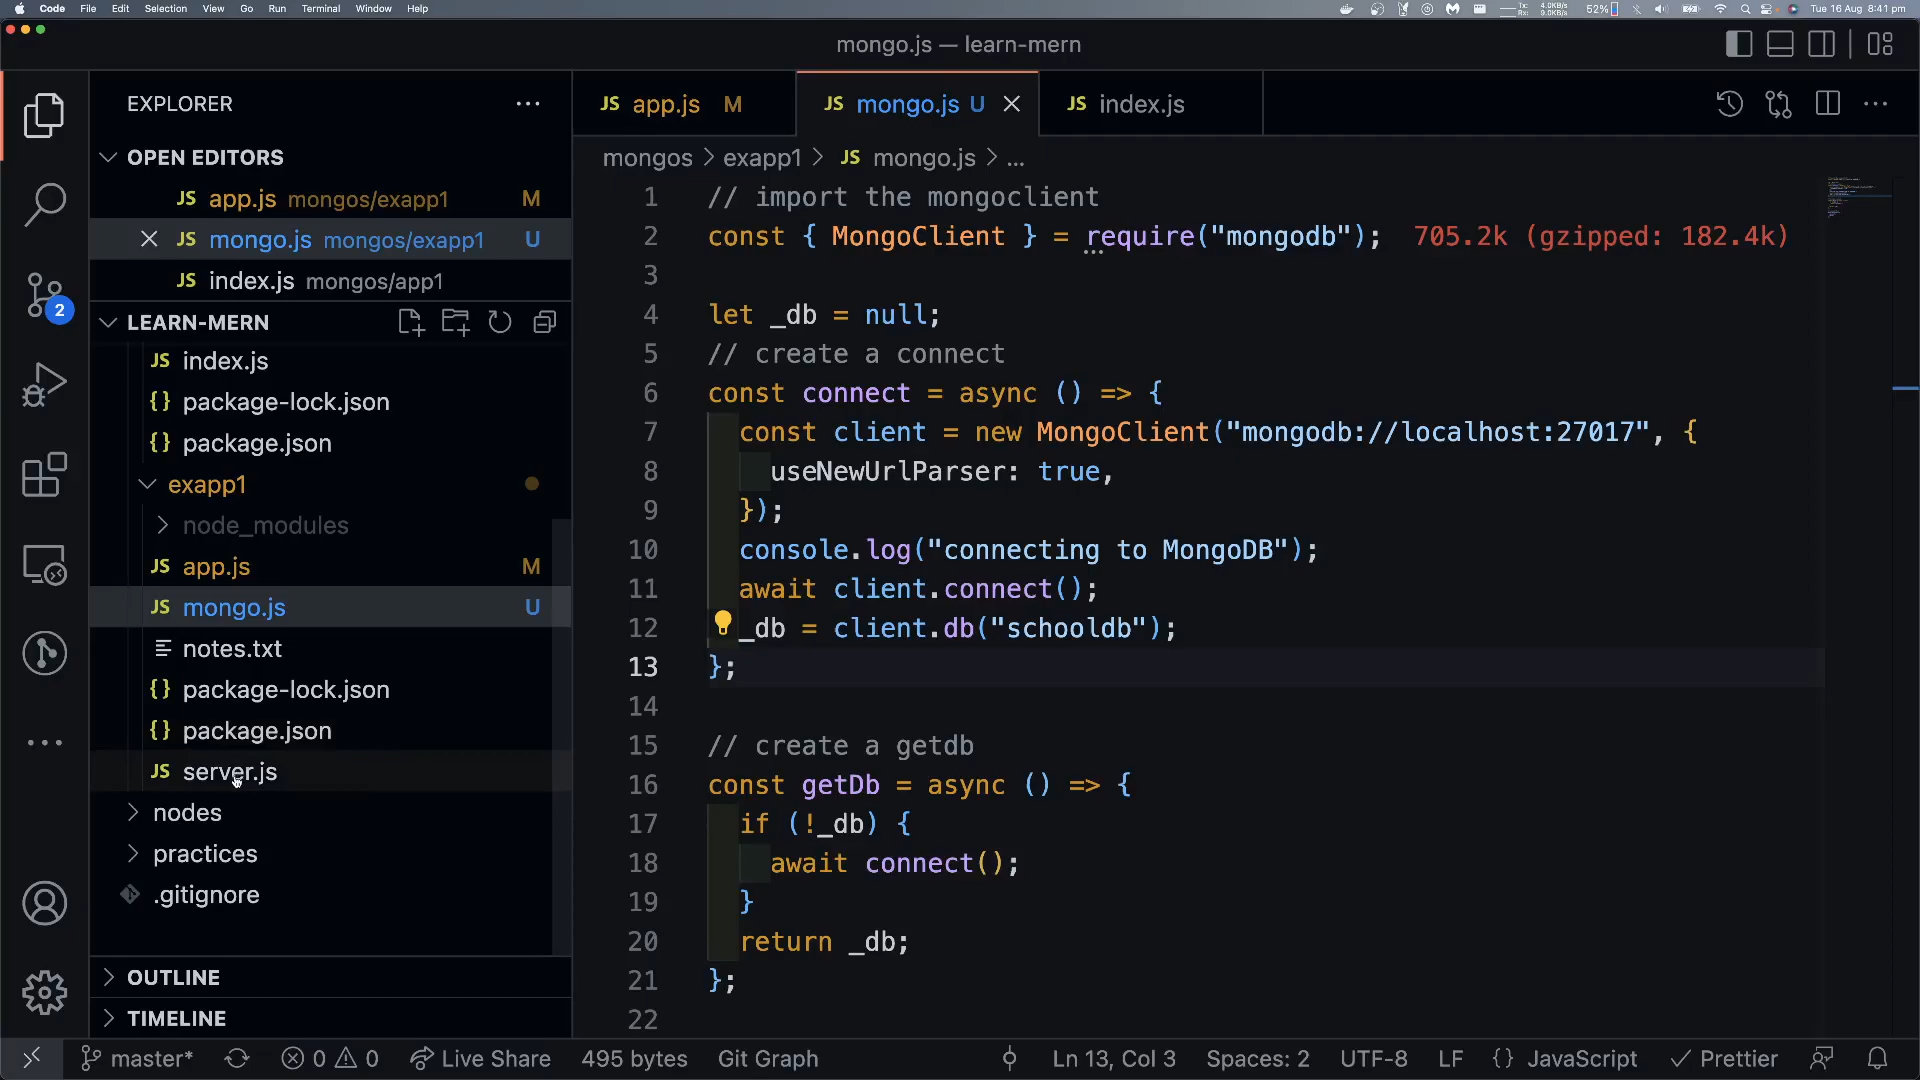 Code File Edit Selection View Go Run Terminal Window Help
Tx: 4.0KB/s
Rx: 9.0KB/s
52%
Tue 16 Aug 8:41 pm
mongo.js — learn-mern
EXPLORER
OPEN EDITORS
JS app.js mongos/exapp1 M
JS mongo.js mongos/exapp1 U
JS index.js mongos/app1
2
LEARN-MERN
JS index.js
{} package-lock.json
{} package.json
exapp1
node_modules
JS app.js M
JS mongo.js U
notes.txt
{} package-lock.json
{} package.json
JS server.js
nodes
practices
.gitignore
OUTLINE
TIMELINE
JS app.js M
JS mongo.js U
JS index.js
mongos > exapp1 > JS mongo.js > ...
1 // import the mongoclient
2 const { MongoClient } = require("mongodb"); 705.2k (gzipped: 182.4k)
3
4 let _db = null;
5 // create a connect
6 const connect = async () => {
7 const client = new MongoClient("mongodb://localhost:27017", {
8 useNewUrlParser: true,
9 });
10 console.log("connecting to MongoDB");
11 await client.connect();
12 _db = client.db("schooldb");
13 };
14
15 // create a getdb
16 const getDb = async () => {
17 if (!_db) {
18 await connect();
19 }
20 return _db;
21 };
22
master* 0 0 Live Share 495 bytes Git Graph Ln 13, Col 3 Spaces: 2 UTF-8 LF {} JavaScript Prettier